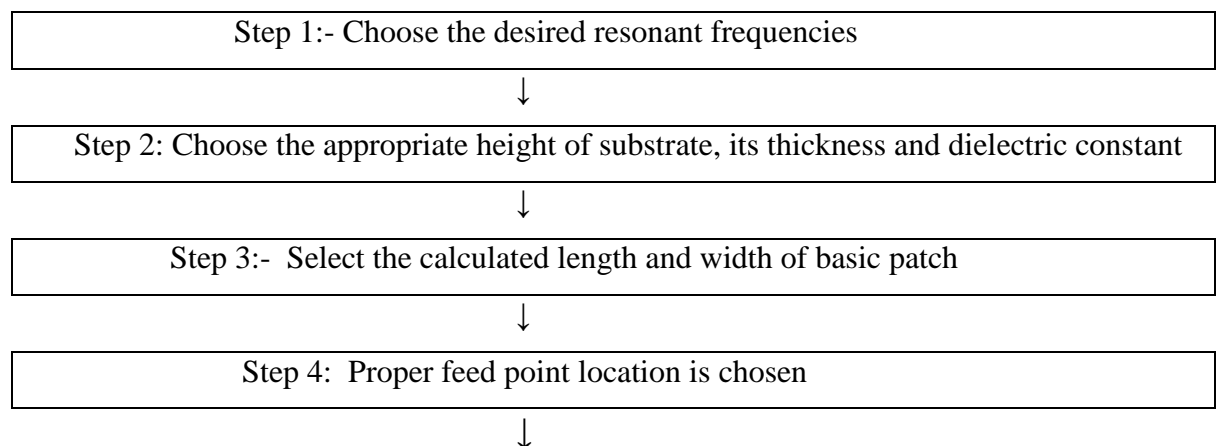 Step 1:- Choose the desired resonant frequencies
↓
Step 2: Choose the appropriate height of substrate, its thickness and dielectric constant
↓
Step 3:- Select the calculated length and width of basic patch
↓
Step 4: Proper feed point location is chosen
↓